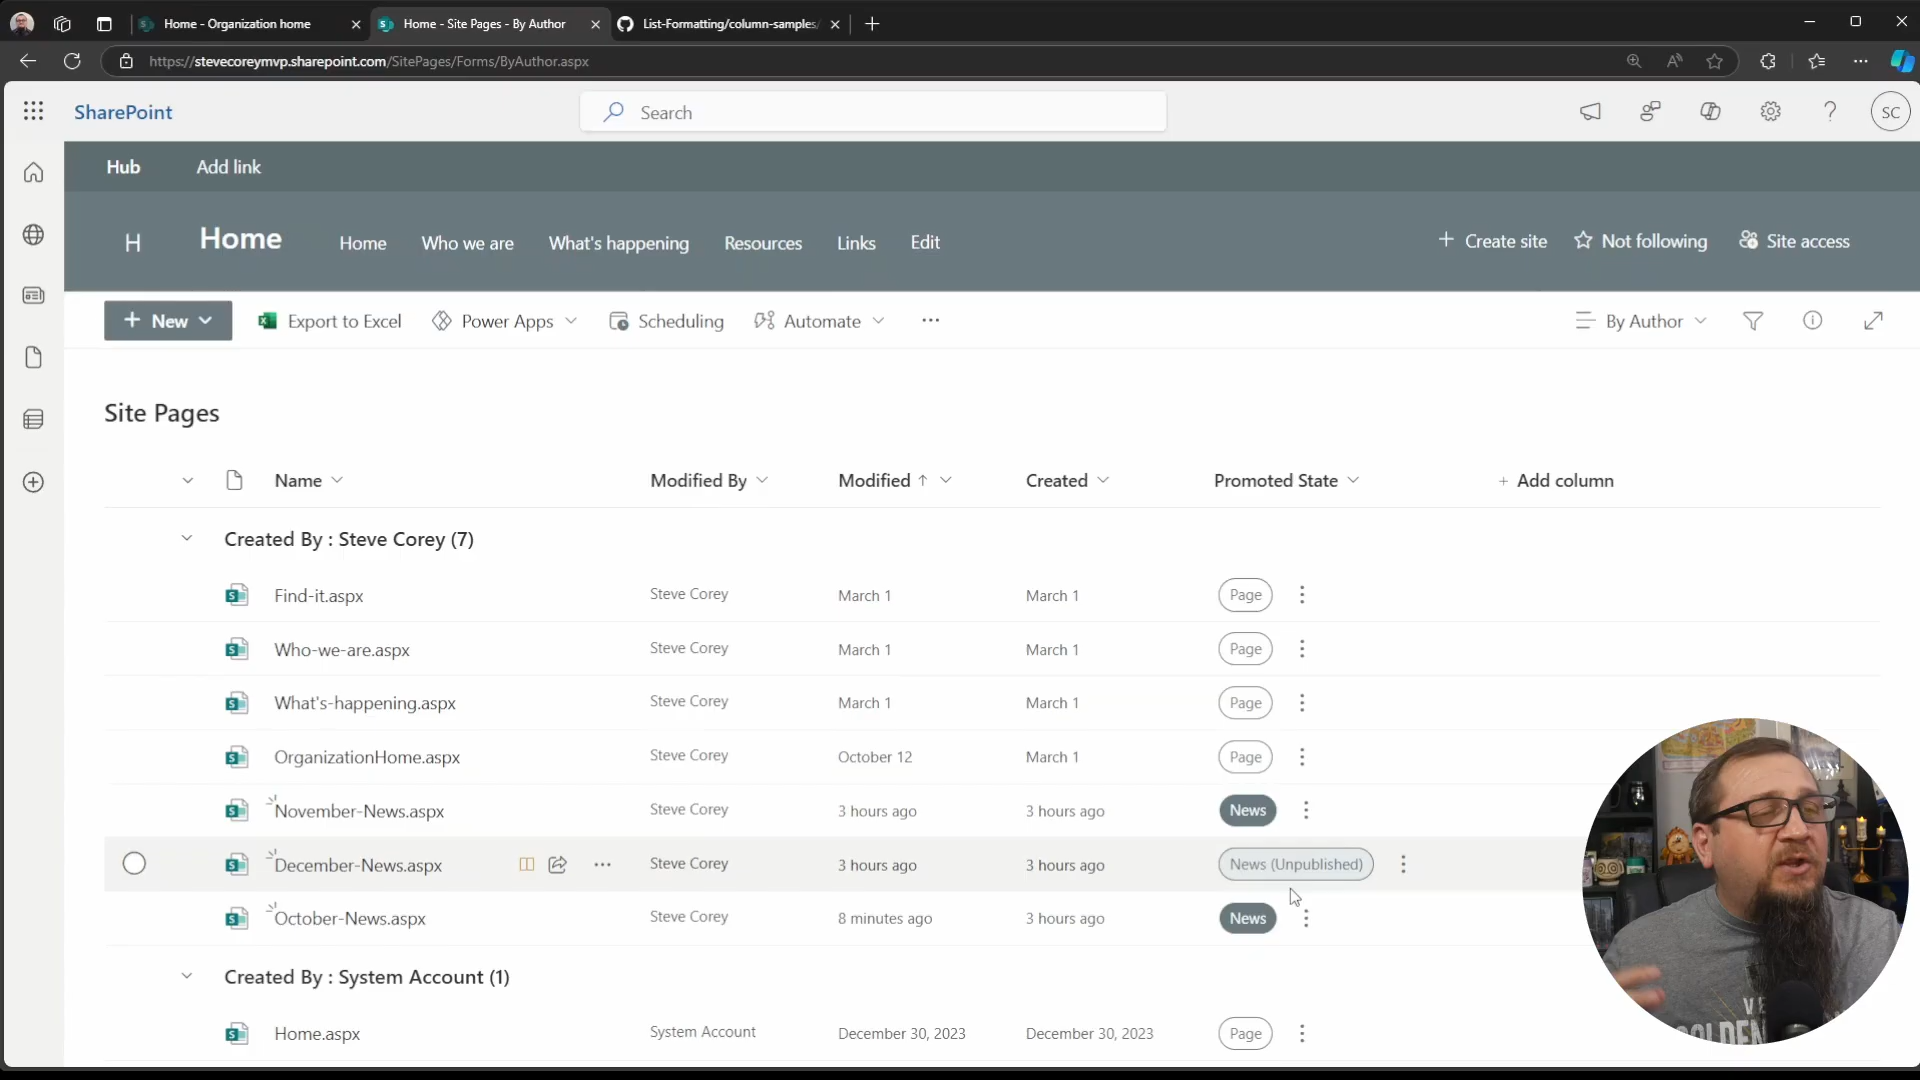 Home - Organization home
Home - Site Pages - By Author
List-Formatting/column-samples/
https://stevecoreymvp.sharepoint.com/SitePages/Forms/ByAuthor.aspx
SharePoint
Search
SC
Hub
Add link
H
Home
Home
Who we are
What's happening
Resources
Links
Edit
Create site
Not following
Site access
New
Export to Excel
Power Apps
Scheduling
Automate
By Author
Site Pages
Name
Modified By
Modified
Created
Promoted State
Add column
Created By : Steve Corey (7)
Find-it.aspx Steve Corey March 1 March 1 Page
Who-we-are.aspx Steve Corey March 1 March 1 Page
What's-happening.aspx Steve Corey March 1 March 1 Page
OrganizationHome.aspx Steve Corey October 12 March 1 Page
November-News.aspx Steve Corey 3 hours ago 3 hours ago News
December-News.aspx Steve Corey 3 hours ago 3 hours ago News (Unpublished)
October-News.aspx Steve Corey 8 minutes ago 3 hours ago News
Created By : System Account (1)
Home.aspx System Account December 30, 2023 December 30, 2023 Page